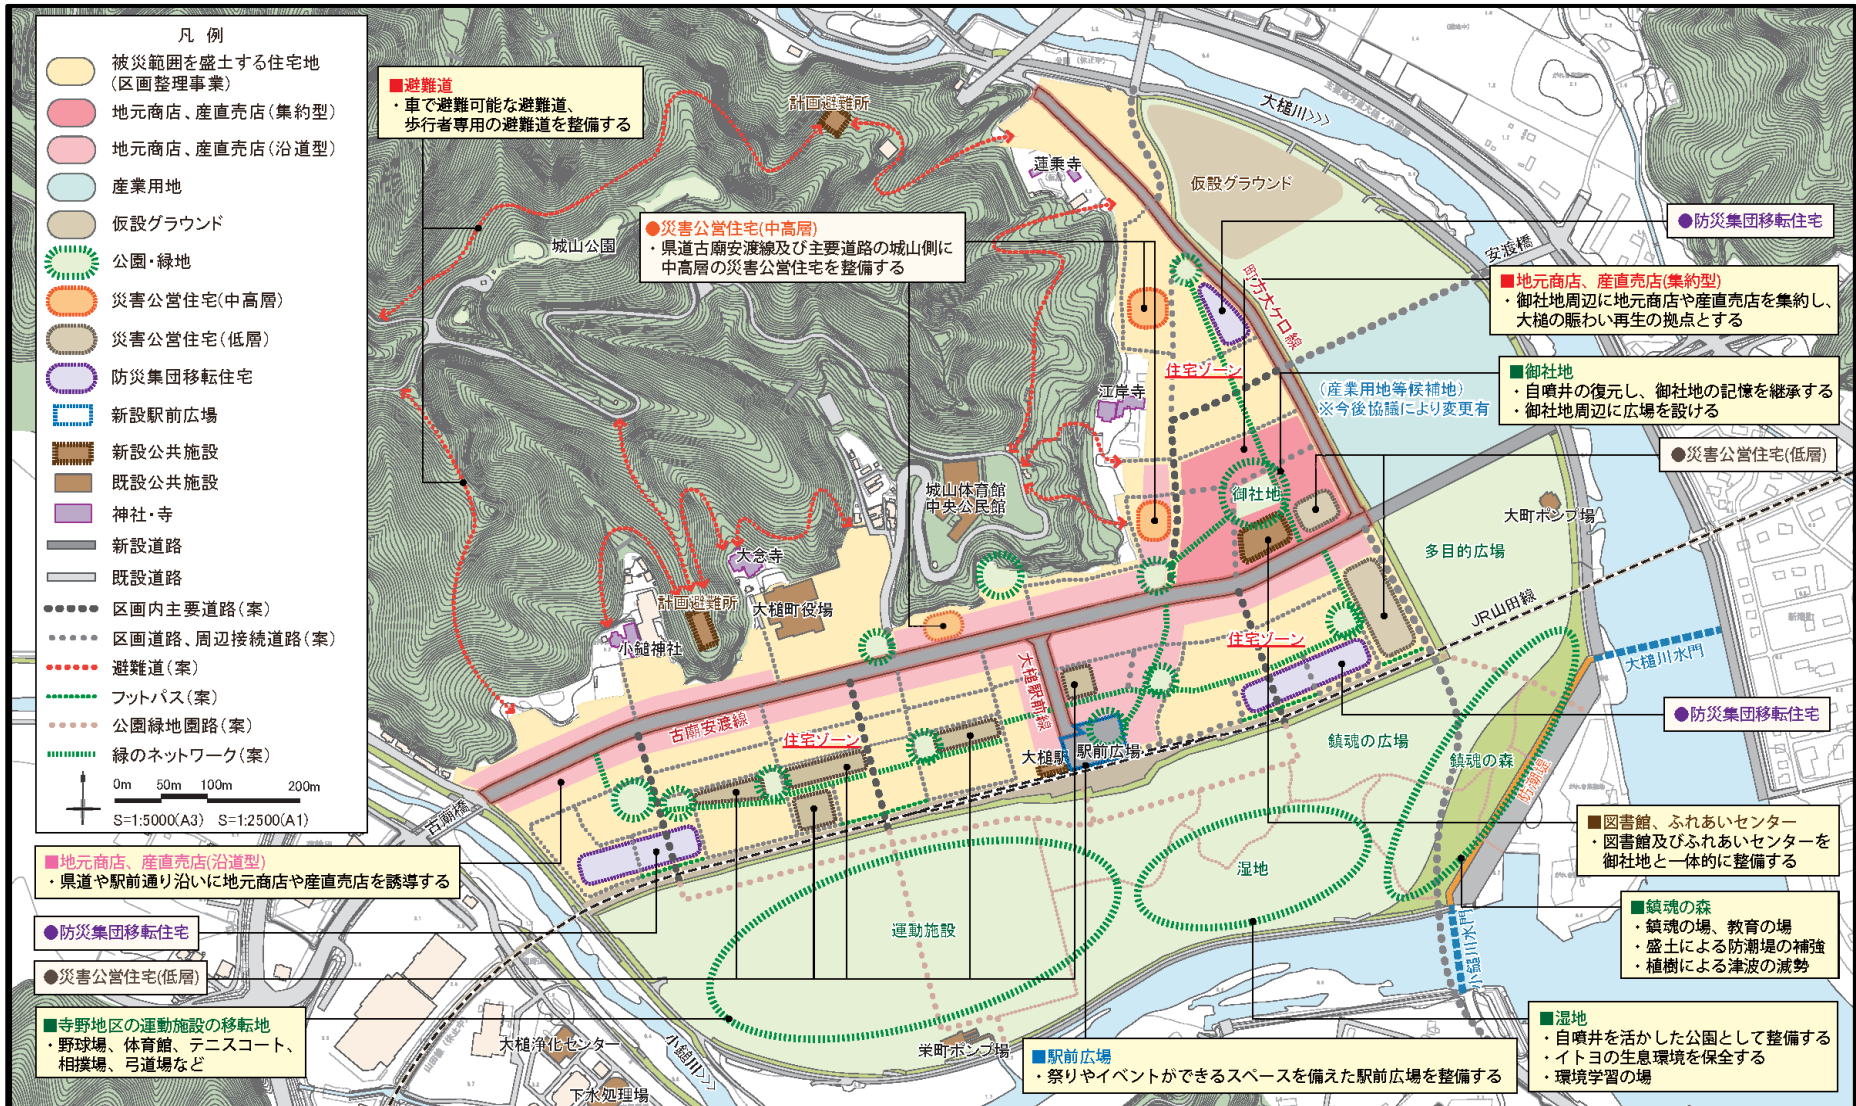 凡 例
被災範囲を盛土する住宅地
(区画整理事業)
地元商店、産直売店(集約型)
地元商店、産直売店(沿道型)
産業用地
仮設グラウンド
公園・緑地
災害公営住宅(中高層)
災害公営住宅(低層)
防災集団移転住宅
新設駅前広場
新設公共施設
既設公共施設
神社・寺
新設道路
既設道路
区画内主要道路(案)
区画道路、周辺接続道路(案)
避難道(案)
フットパス(案)
公園緑地園路(案)
緑のネットワーク(案)
0m 50m 100m 200m
S=1:5000(A3) S=1:2500(A1)
■避難道
・車で避難可能な避難道、
歩行者専用の避難道を整備する
計画避難所
大槌川>>>
蓮乗寺
仮設グラウンド
城山公園
●災害公営住宅(中高層)
・県道古廟安渡線及び主要道路の城山側に
中高層の災害公営住宅を整備する
●防災集団移転住宅
安渡橋
町方大ケ口線
■地元商店、産直売店(集約型)
・御社地周辺に地元商店や産直売店を集約し、
大槌の賑わい再生の拠点とする
住宅ゾーン
江岸寺
(産業用地等候補地)
※今後協議により変更有
■御社地
・自噴井の復元し、御社地の記憶を継承する
・御社地周辺に広場を設ける
●災害公営住宅(低層)
城山体育館
中央公民館
御社地
大町ポンプ場
多目的広場
大念寺
計画避難所
大槌町役場
小鎚神社
JR山田線
住宅ゾーン
大槌川水門
大槌駅前線
古廟安渡線
住宅ゾーン
大槌駅
駅前広場
●防災集団移転住宅
鎮魂の広場
鎮魂の森
防潮堤
古廟橋
■地元商店、産直売店(沿道型)
・県道や駅前通り沿いに地元商店や産直売店を誘導する
■図書館、ふれあいセンター
・図書館及びふれあいセンターを
御社地と一体的に整備する
湿地
運動施設
●防災集団移転住宅
●災害公営住宅(低層)
小鎚川水門
■鎮魂の森
・鎮魂の場、教育の場
・盛土による防潮堤の補強
・植樹による津波の減勢
■寺野地区の運動施設の移転地
・野球場、体育館、テニスコート、
相撲場、弓道場など
大槌浄化センター
小鎚川>>>
下水処理場
栄町ポンプ場
■駅前広場
・祭りやイベントができるスペースを備えた駅前広場を整備する
■湿地
・自噴井を活かした公園として整備する
・イトヨの生息環境を保全する
・環境学習の場